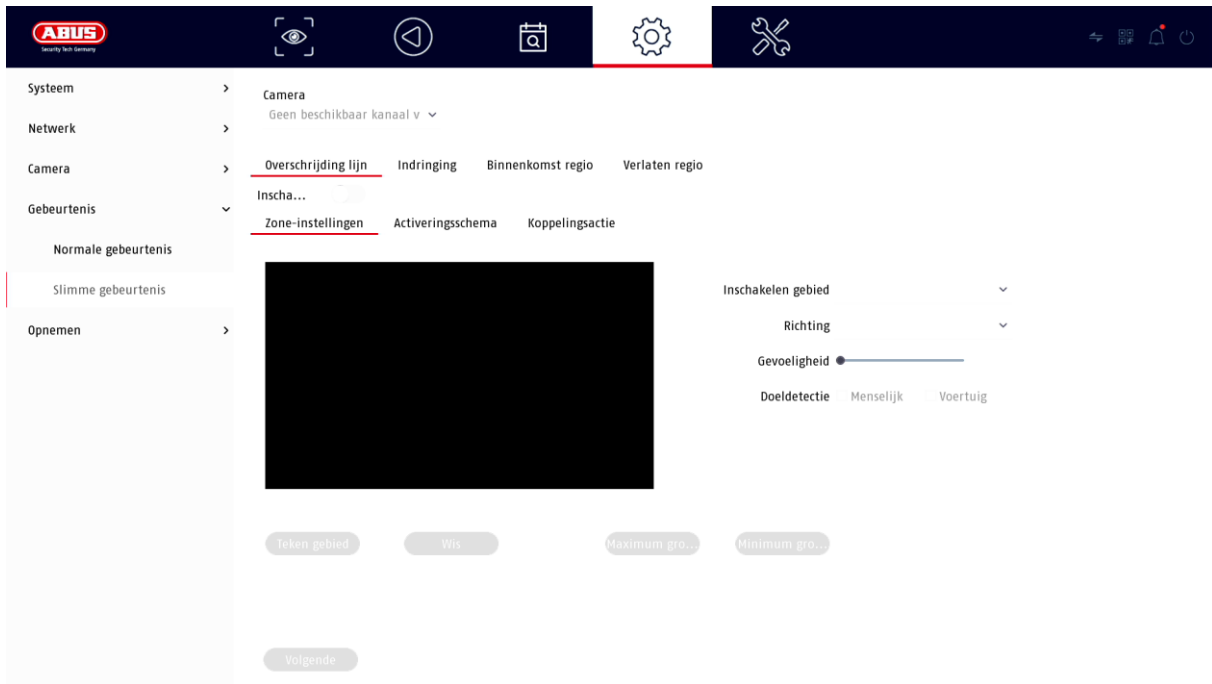 ABUS
Security Tech Germany
Systeem
Netwerk
Camera
Gebeurtenis
Normale gebeurtenis
Slimme gebeurtenis
Opnemen
Camera
Geen beschikbaar kanaal v
Overschrijding lijn Indringing Binnenkomst regio Verlaten regio
Inscha...
Zone-instellingen Activeringsschema Koppelingsactie
Inschakelen gebied
Richting
Gevoeligheid
Doeldetectie Menselijk Voertuig
Teken gebied Wis Maximum gro... Minimum gro...
Volgende